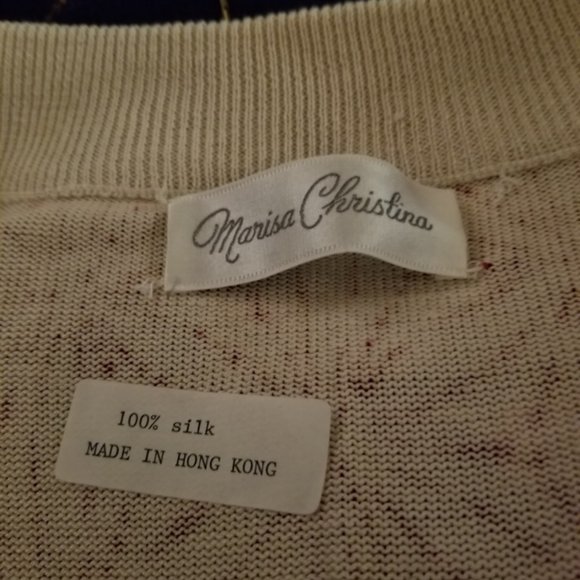 Marisa Christina
100% silk
MADE IN HONG KONG